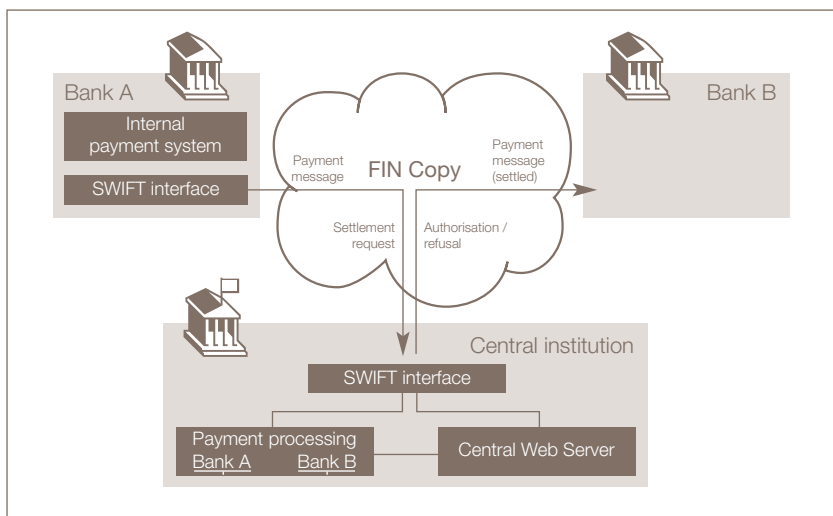 Bank A
Internal
payment system
SWIFT interface
Payment
message
FIN Copy
Payment
message
(settled)
Bank B
Settlement
request
Authorisation /
refusal
Central institution
SWIFT interface
Payment processing
Bank A Bank B
Central Web Server